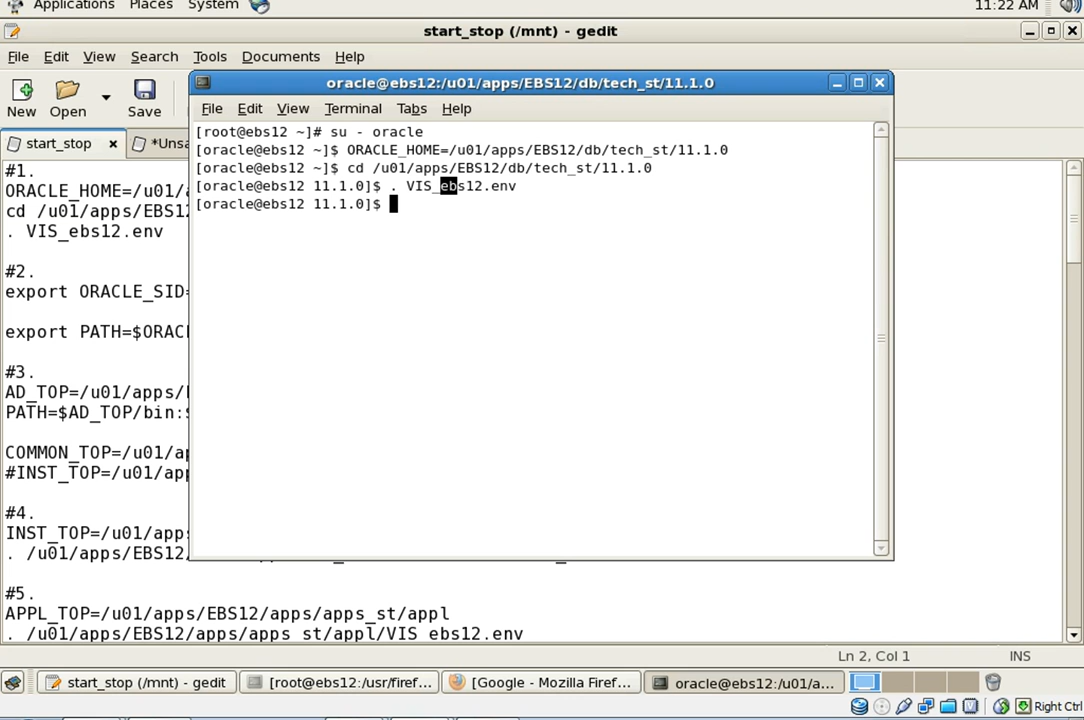 Applications Places System 11:22 AM
start_stop (/mnt) - gedit
File Edit View Search Tools Documents Help
New Open Save
start_stop *Unsa
oracle@ebs12:/u01/apps/EBS12/db/tech_st/11.1.0
File Edit View Terminal Tabs Help
[root@ebs12 ~]# su - oracle
[oracle@ebs12 ~]$ ORACLE_HOME=/u01/apps/EBS12/db/tech_st/11.1.0
[oracle@ebs12 ~]$ cd /u01/apps/EBS12/db/tech_st/11.1.0
[oracle@ebs12 11.1.0]$ . VIS_ebs12.env
[oracle@ebs12 11.1.0]$
#1.
ORACLE_HOME=/u01/a
cd /u01/apps/EBS12
. VIS_ebs12.env
#2.
export ORACLE_SID=
export PATH=$ORACL
#3.
AD_TOP=/u01/apps/
PATH=$AD_TOP/bin:
COMMON_TOP=/u01/ap
#INST_TOP=/u01/app
#4.
INST_TOP=/u01/apps
. /u01/apps/EBS12/
#5.
APPL_TOP=/u01/apps/EBS12/apps/apps_st/appl
. /u01/apps/EBS12/apps/apps_st/appl/VIS_ebs12.env
Ln 2, Col 1 INS
start_stop (/mnt) - gedit [root@ebs12:/usr/firef... [Google - Mozilla Firef... oracle@ebs12:/u01/a...
Right Ctrl